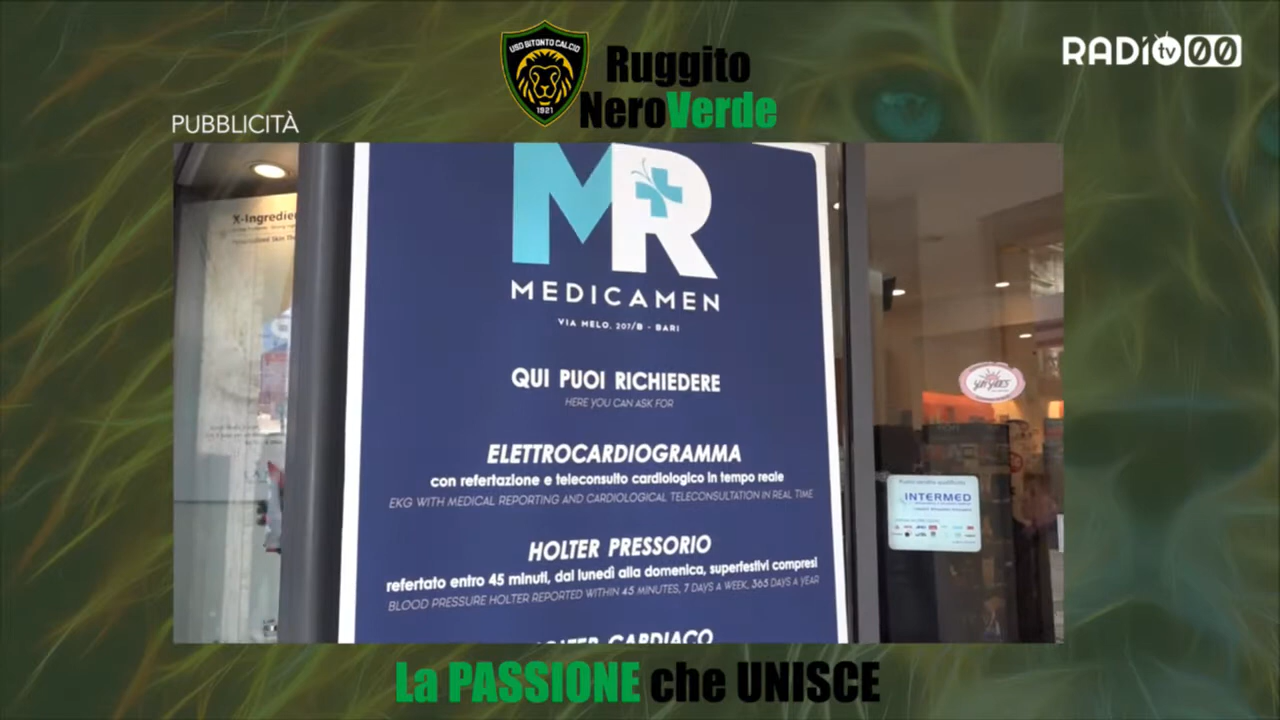 USD BITONTO CALCIO
1921
Ruggito
NeroVerde
RADIO tv 00
PUBBLICITÀ
X-Ingredien
MR
MEDICAMEN
VIA MELO, 207/B - BARI
QUI PUOI RICHIEDERE
HERE YOU CAN ASK FOR
ELETTROCARDIOGRAMMA
con refertazione e teleconsulto cardiologico in tempo reale
EKG WITH MEDICAL REPORTING AND CARDIOLOGICAL TELECONSULTATION IN REAL TIME
HOLTER PRESSORIO
refertato entro 45 minuti, dal lunedì alla domenica, superfestivi compresi
BLOOD PRESSURE HOLTER REPORTED WITHIN 45 MINUTES, 7 DAYS A WEEK, 365 DAYS A YEAR
HOLTER CARDIACO
INTERMED
La PASSIONE che UNISCE